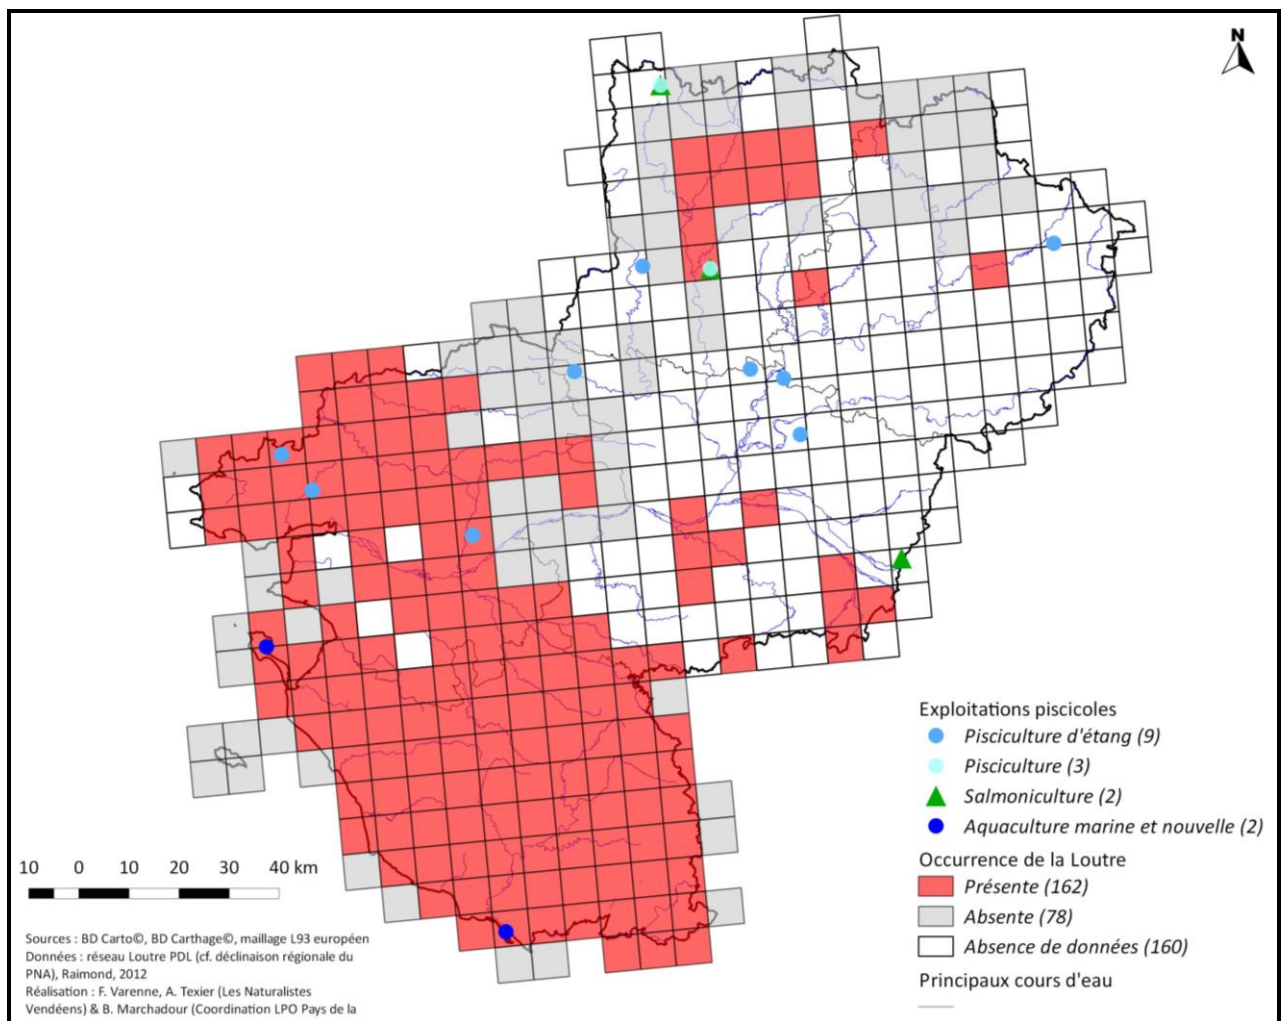 N
Exploitations piscicoles
Pisciculture d'étang (9)
Pisciculture (3)
Salmoniculture (2)
Aquaculture marine et nouvelle (2)
Occurrence de la Loutre
Présente (162)
Absente (78)
Absence de données (160)
Principaux cours d'eau
10 0 10 20 30 40 km
Sources : BD Carto©, BD Carthage©, maillage L93 européen
Données : réseau Loutre PDL (cf. déclinaison régionale du
PNA), Raimond, 2012
Réalisation : F. Varenne, A. Texier (Les Naturalistes
Vendéens) & B. Marchadour (Coordination LPO Pays de la